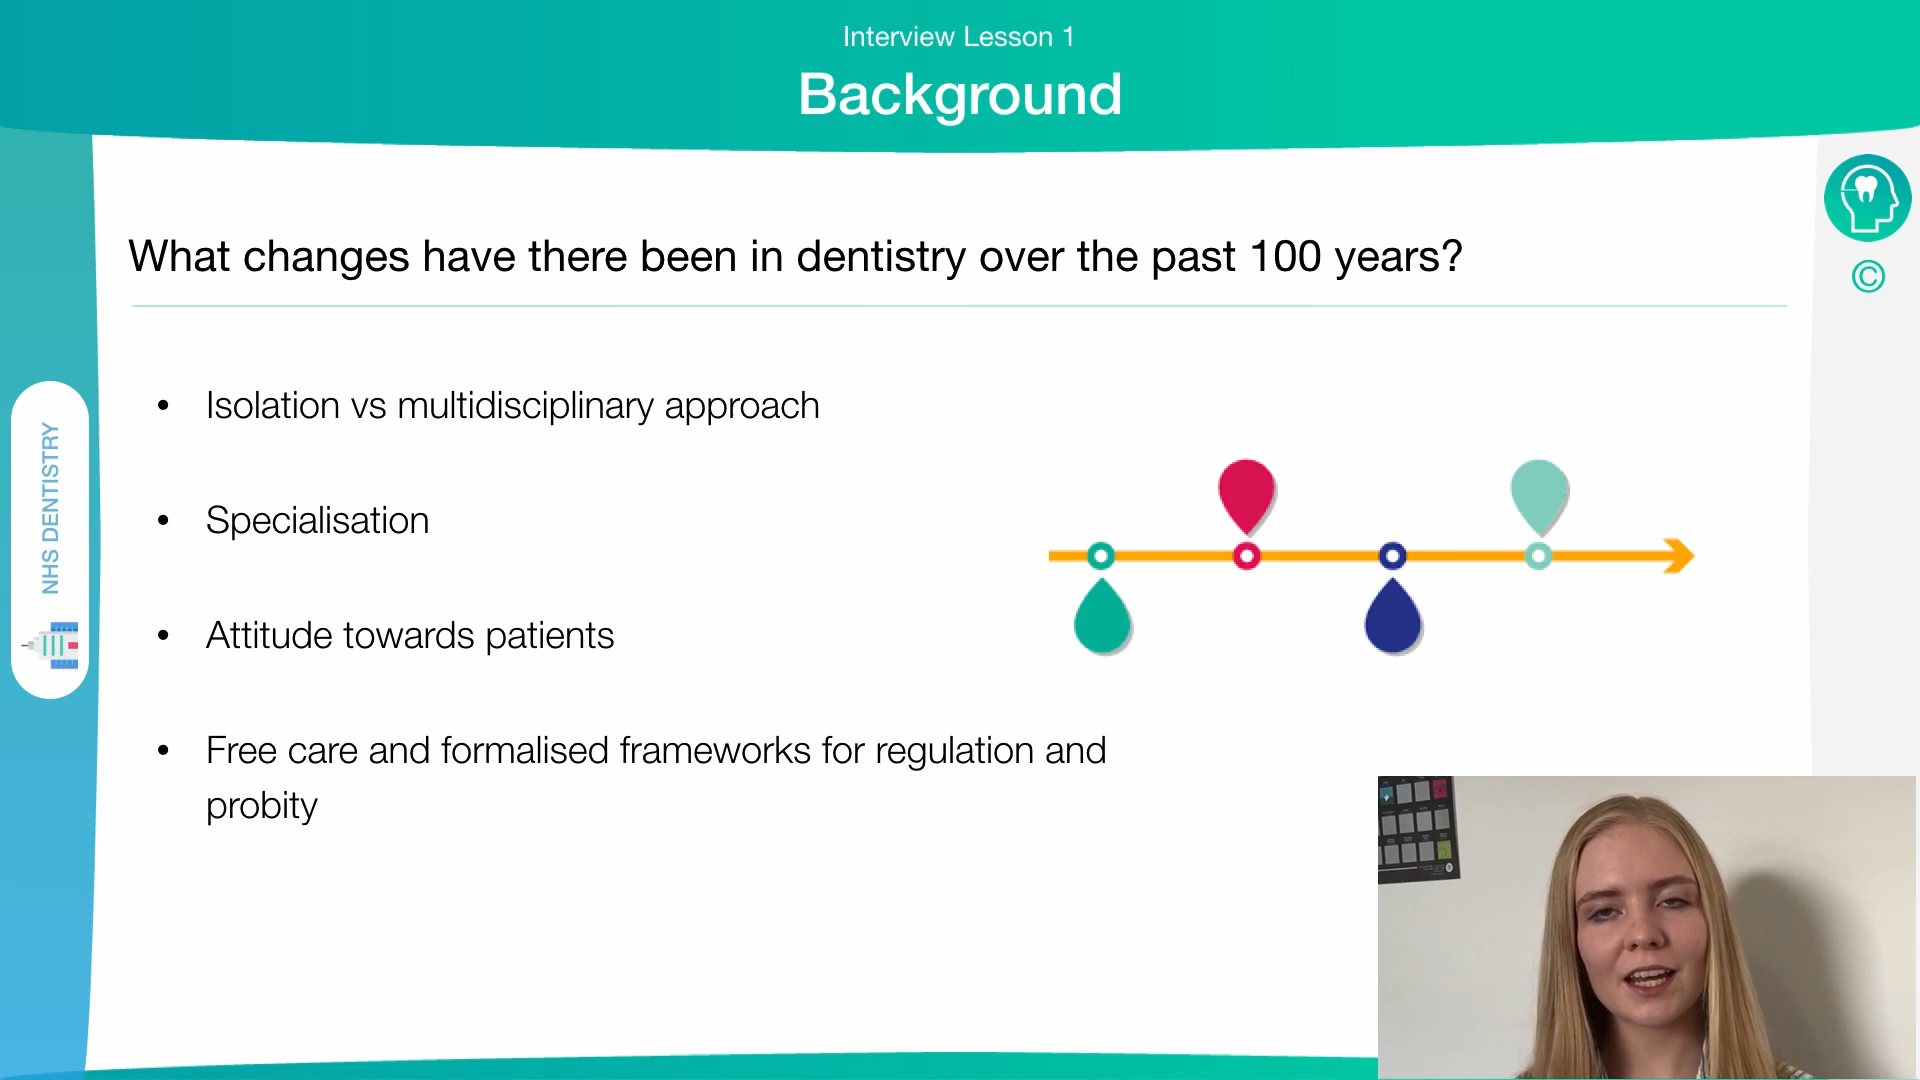 Interview Lesson 1
Background
What changes have there been in dentistry over the past 100 years?
• Isolation vs multidisciplinary approach
• Specialisation
• Attitude towards patients
• Free care and formalised frameworks for regulation and
probity
NHS DENTISTRY
©